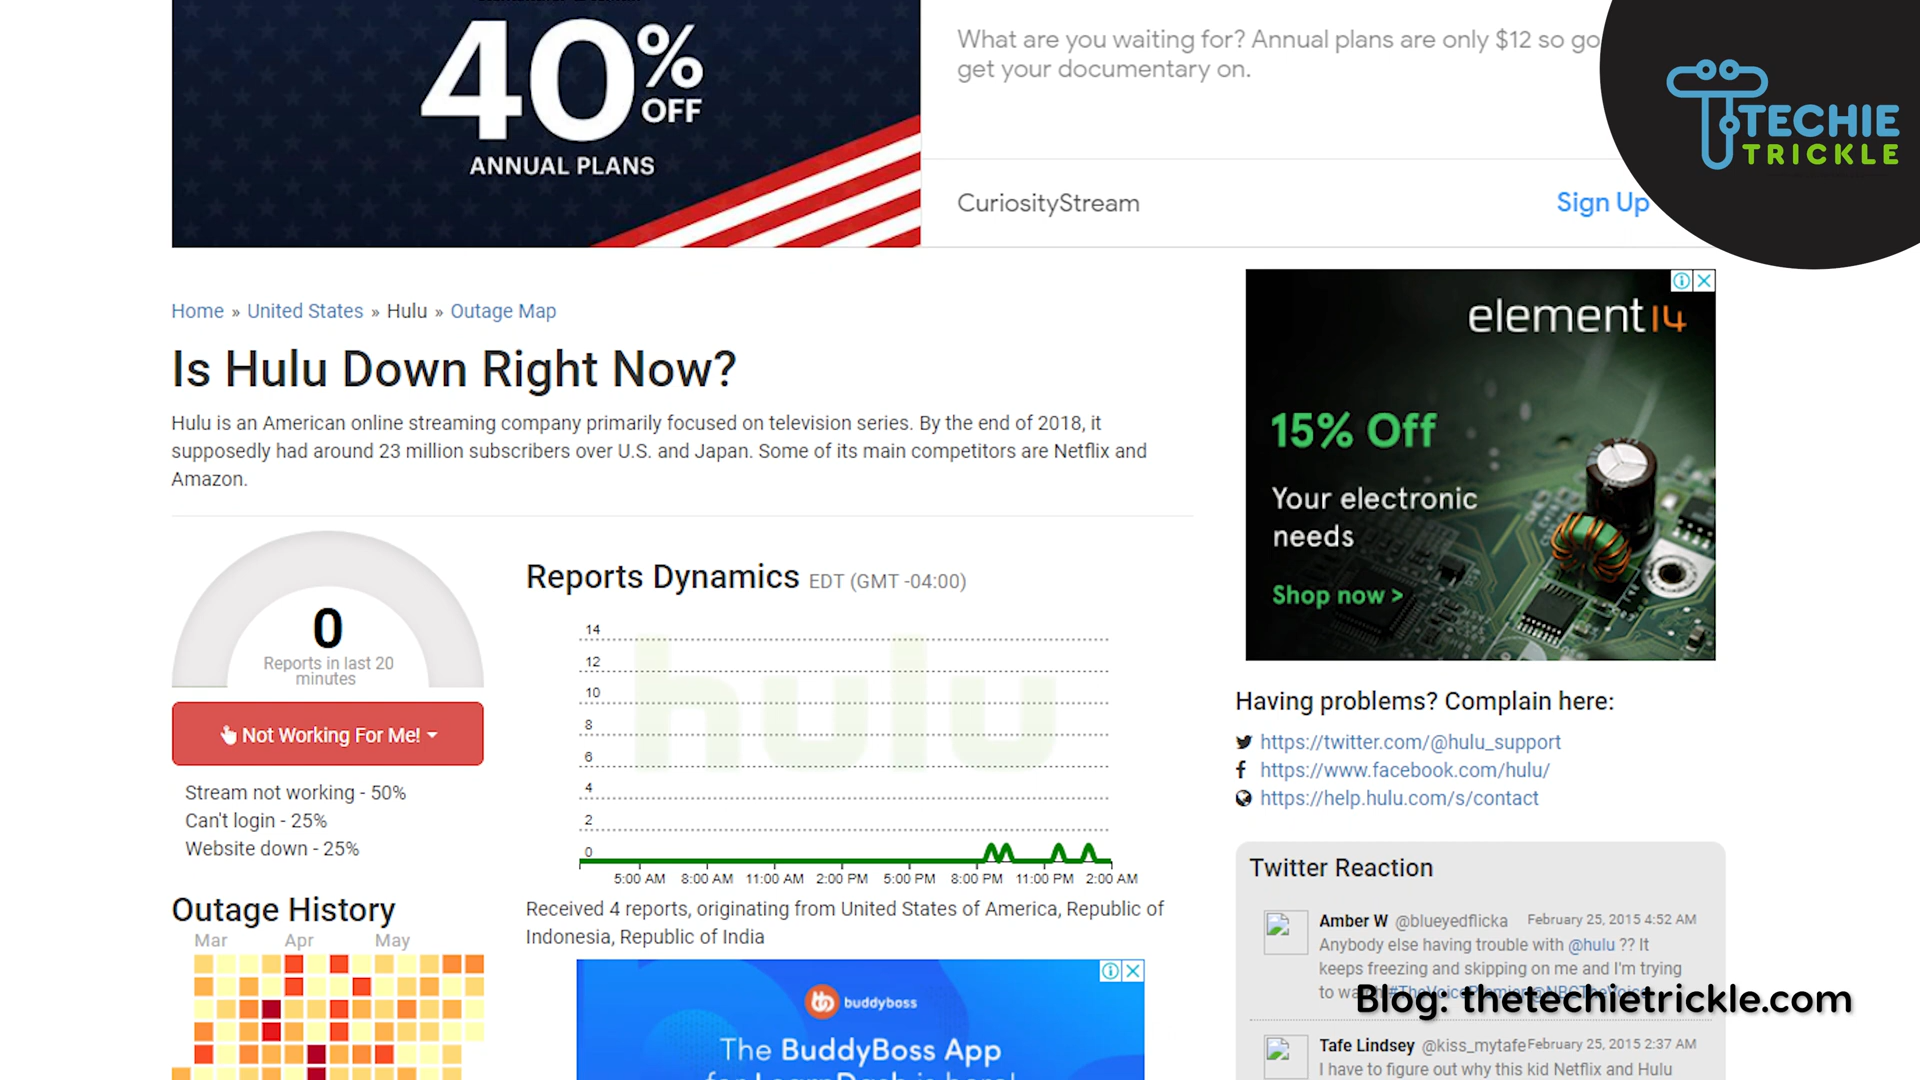 40% OFF
ANNUAL PLANS
What are you waiting for? Annual plans are only $12 so go
get your documentary on.
CuriosityStream
Sign Up
TECHIE
TRICKLE
Home » United States » Hulu » Outage Map
Is Hulu Down Right Now?
Hulu is an American online streaming company primarily focused on television series. By the end of 2018, it
supposedly had around 23 million subscribers over U.S. and Japan. Some of its main competitors are Netflix and
Amazon.
0
Reports in last 20
minutes
Not Working For Me!
Stream not working - 50%
Can't login - 25%
Website down - 25%
Outage History
Mar Apr May
Reports Dynamics EDT (GMT -04:00)
hulu
14
12
10
8
6
4
2
0
5:00 AM 8:00 AM 11:00 AM 2:00 PM 5:00 PM 8:00 PM 11:00 PM 2:00 AM
Received 4 reports, originating from United States of America, Republic of
Indonesia, Republic of India
buddyboss
The BuddyBoss App
for LearnDash is here!
element14
15% Off
Your electronic
needs
Shop now >
Having problems? Complain here:
https://twitter.com/@hulu_support
https://www.facebook.com/hulu/
https://help.hulu.com/s/contact
Twitter Reaction
Amber W @blueyedflicka February 25, 2015 4:52 AM
Anybody else having trouble with @hulu ?? It
keeps freezing and skipping on me and I'm trying
to watch #TheVoicePremier @NBCTheVoice
Blog: thetechietrickle.com
Tafe Lindsey @kiss_mytafe February 25, 2015 2:37 AM
I have to figure out why this kid Netflix and Hulu